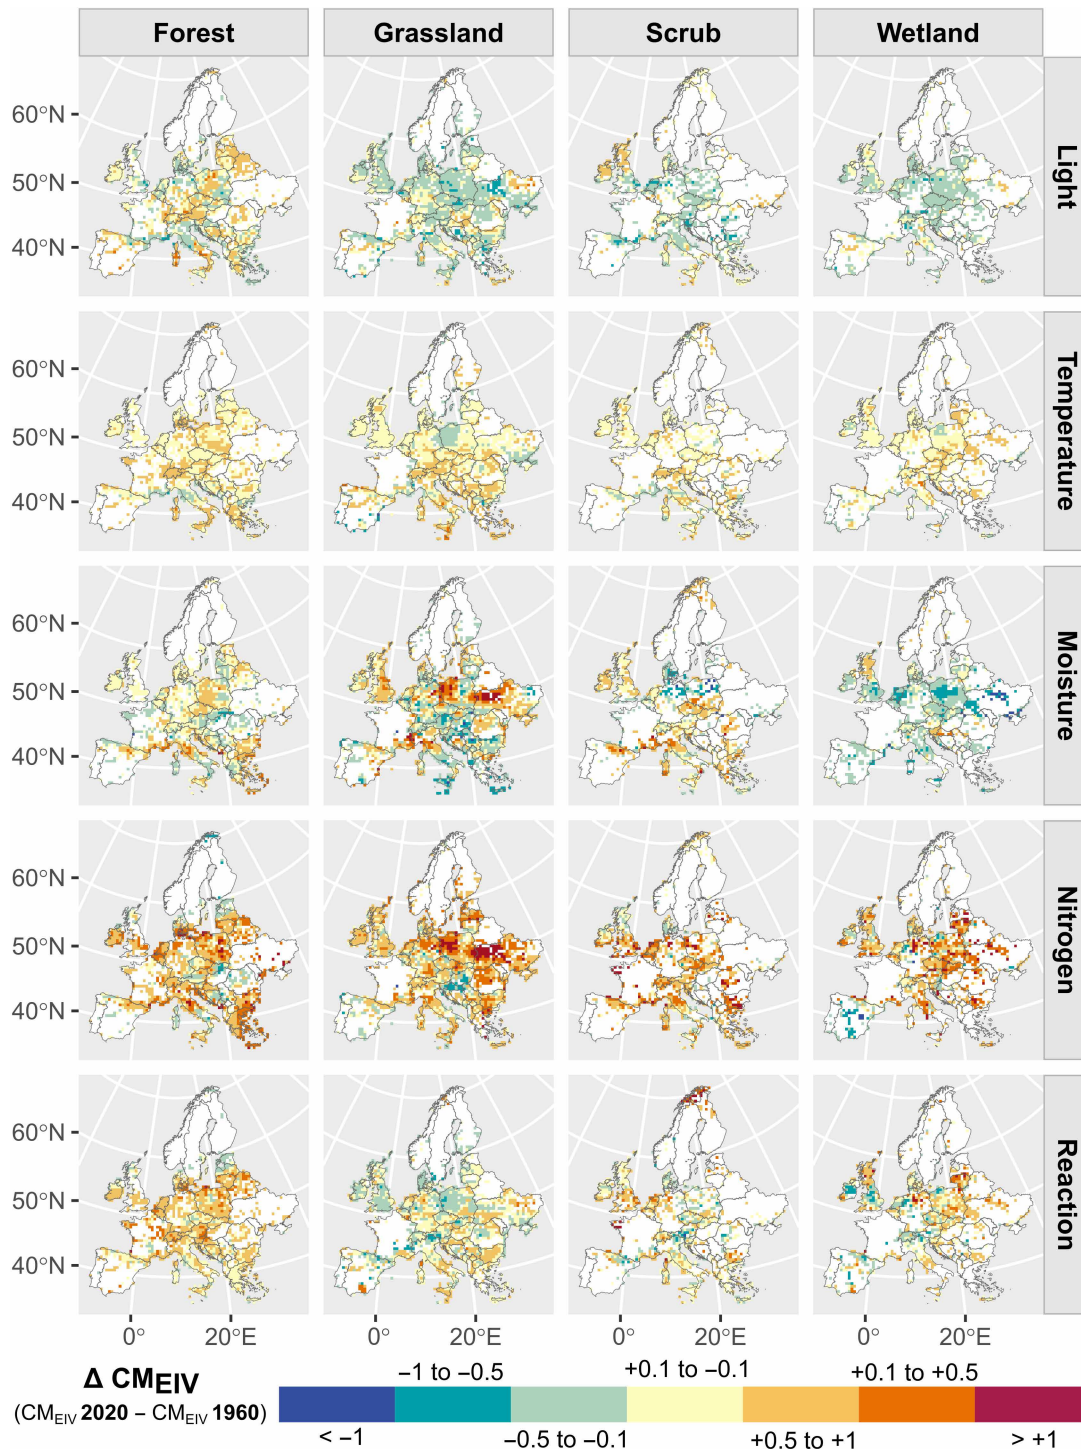 Forest Grassland Scrub Wetland
60°N
50°N
40°N
Light
60°N
50°N
40°N
Temperature
60°N
50°N
40°N
Moisture
60°N
50°N
40°N
Nitrogen
60°N
50°N
40°N
Reaction
0° 20°E 0° 20°E 0° 20°E 0° 20°E
Δ CMEIV
(CMEIV 2020 − CMEIV 1960)
−1 to −0.5 +0.1 to −0.1 +0.1 to +0.5
< −1 −0.5 to −0.1 +0.5 to +1 > +1